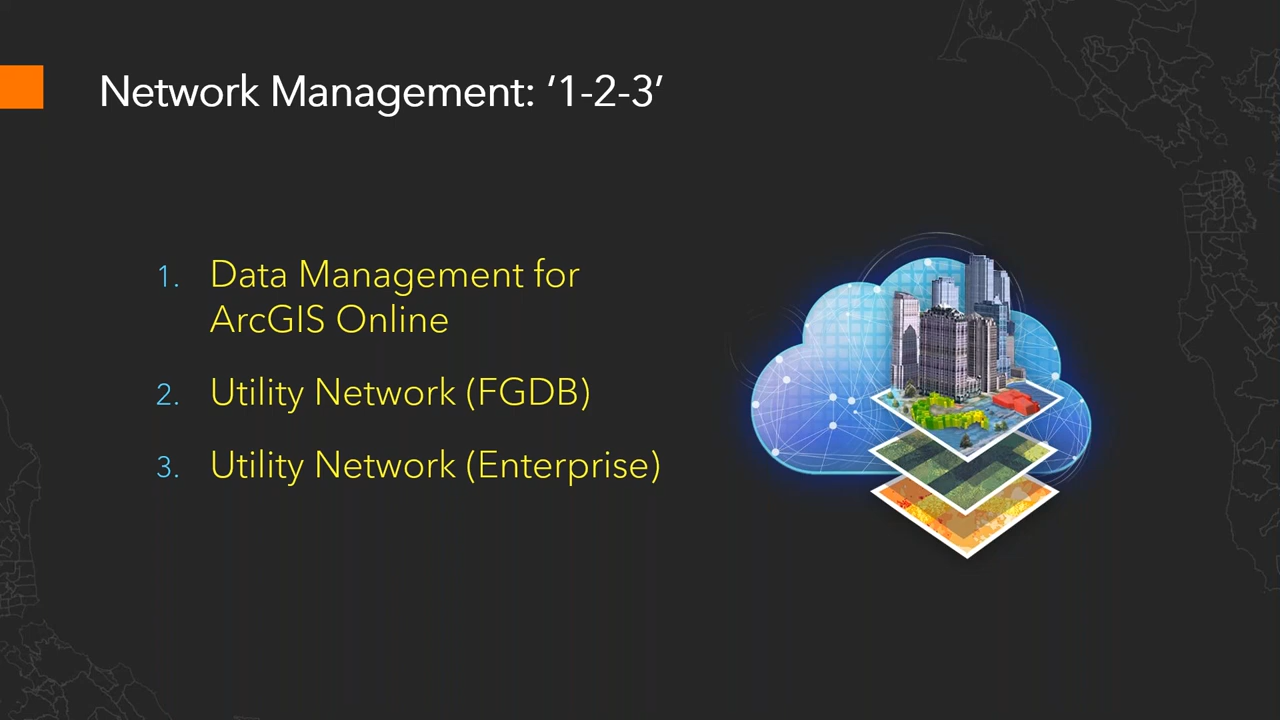 Network Management: ‘1-2-3’
1. Data Management for
ArcGIS Online
2. Utility Network (FGDB)
3. Utility Network (Enterprise)